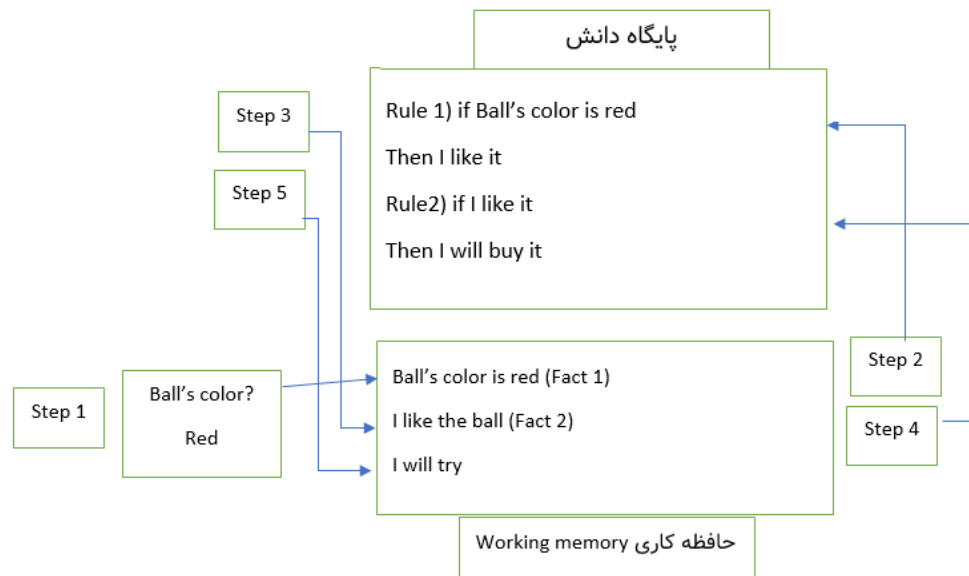 پایگاه دانش
Step 3
Rule 1) if Ball’s color is red
Then I like it
Step 5
Rule2) if I like it
Then I will buy it
Step 1
Ball’s color?
Red
Ball’s color is red (Fact 1)
I like the ball (Fact 2)
I will try
Step 2
Step 4
حافظه کاری Working memory